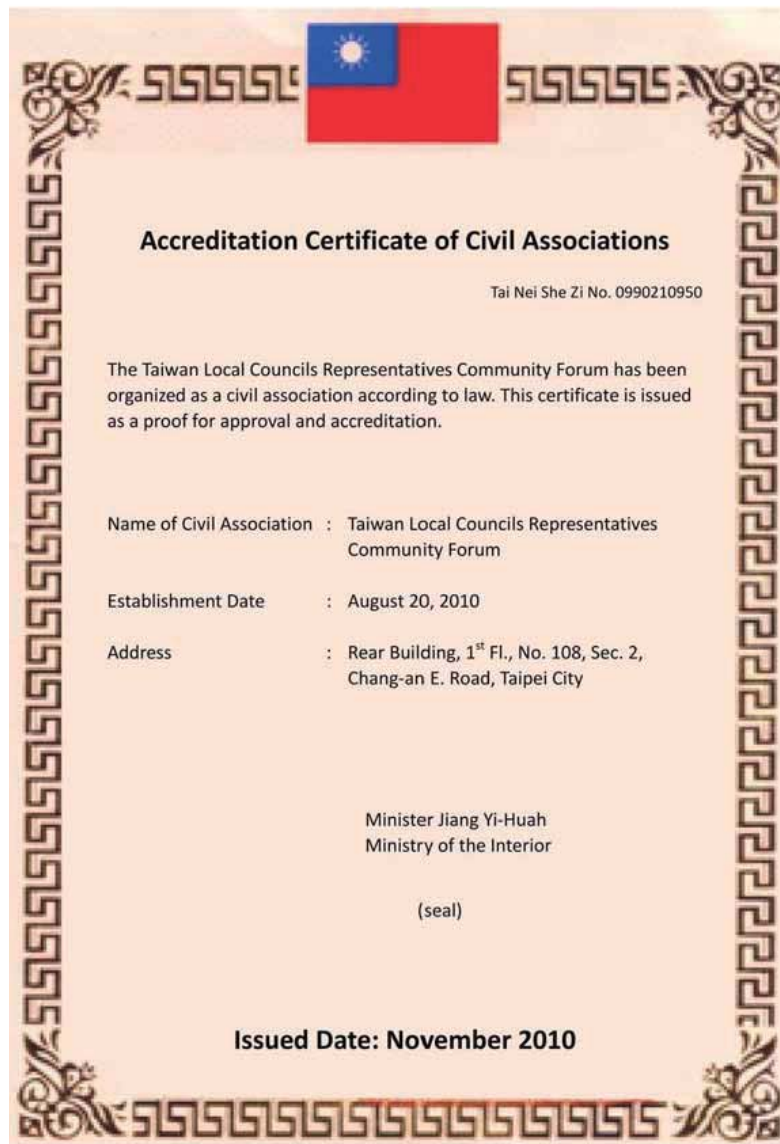 Accreditation Certificate of Civil Associations
Tai Nei She Zi No. 0990210950
The Taiwan Local Councils Representatives Community Forum has been
organized as a civil association according to law. This certificate is issued
as a proof for approval and accreditation.
Name of Civil Association : Taiwan Local Councils Representatives
Community Forum
Establishment Date : August 20, 2010
Address : Rear Building, 1st Fl., No. 108, Sec. 2,
Chang-an E. Road, Taipei City
Minister Jiang Yi-Huah
Ministry of the Interior
(seal)
Issued Date: November 2010